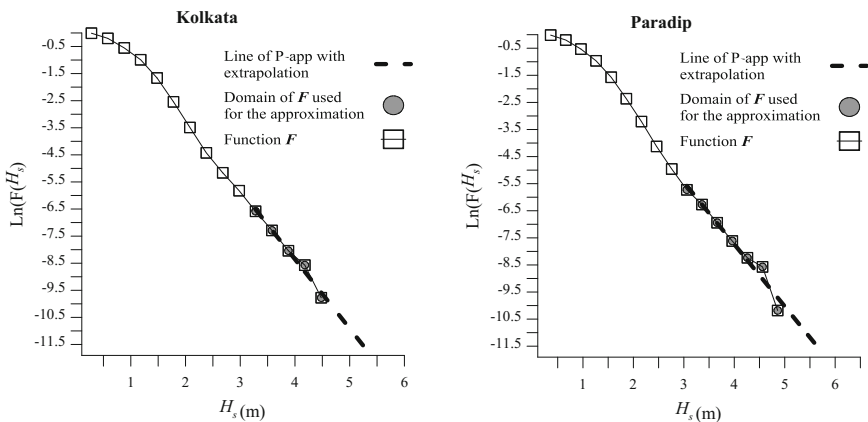 Kolkata
-0.5
-1.5
-2.5
-3.5
-4.5
-5.5
-6.5
-7.5
-8.5
-9.5
-10.5
-11.5
Ln(F(Hs)
Line of P-app with
extrapolation
Domain of F used
for the approximation
Function F
1 2 3 4 5 6
Hs (m)
Paradip
-0.5
-1.5
-2.5
-3.5
-4.5
-5.5
-6.5
-7.5
-8.5
-9.5
-10.5
-11.5
Ln(F(Hs)
Line of P-app with
extrapolation
Domain of F used
for the approximation
Function F
1 2 3 4 5 6
Hs (m)